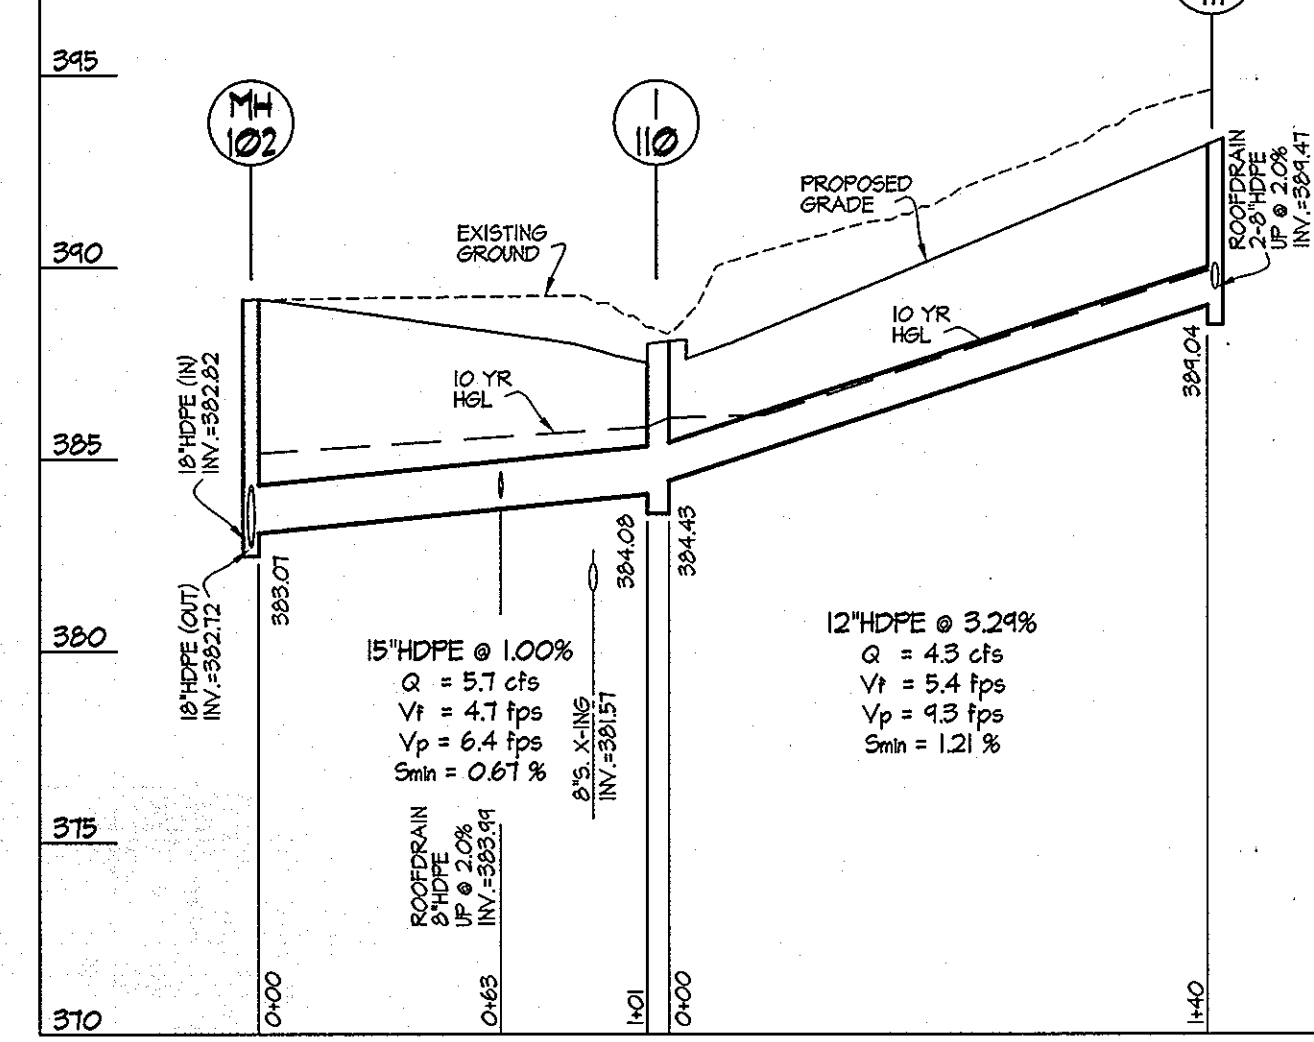 395
390
385
380
375
370
MH
102
I
110
EXISTING
GROUND
PROPOSED
GRADE
10 YR
HGL
10 YR
HGL
ROOFDRAIN
2-8"HDPE
UP @ 2.0%
INV.=389.47
18"HDPE (IN)
INV.=382.82
18"HDPE (OUT)
INV.=382.72
383.07
384.08
384.43
389.04
15"HDPE @ 1.00%
Q = 5.7 cfs
Vf = 4.7 fps
Vp = 6.4 fps
Smin = 0.67 %
12"HDPE @ 3.29%
Q = 4.3 cfs
Vf = 5.4 fps
Vp = 9.3 fps
Smin = 1.21 %
8"S. X-ING
INV.=381.57
ROOFDRAIN
8"HDPE
UP @ 2.0%
INV.=383.99
0+00
0+63
1+01
0+00
1+40